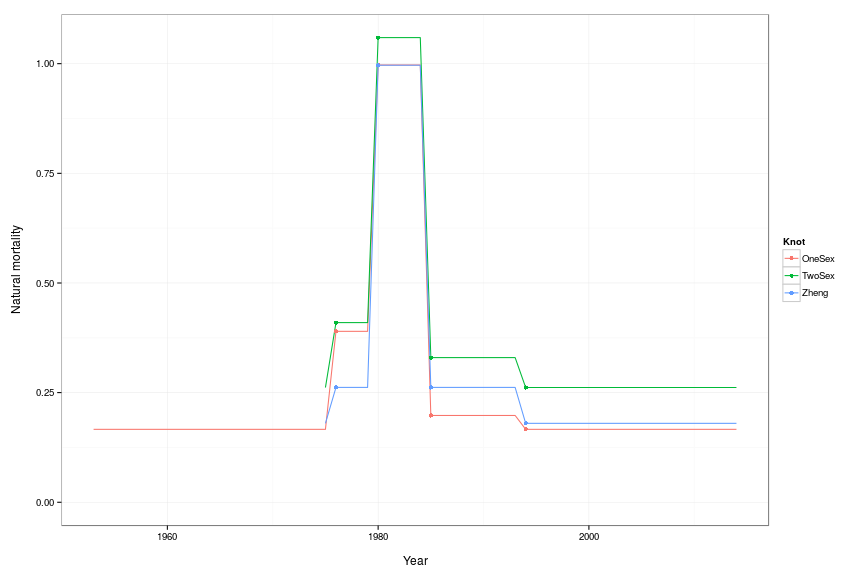 1.00
0.75
0.50
0.25
0.00
Natural mortality
1960
1980
2000
Year
Knot
OneSex
TwoSex
Zheng